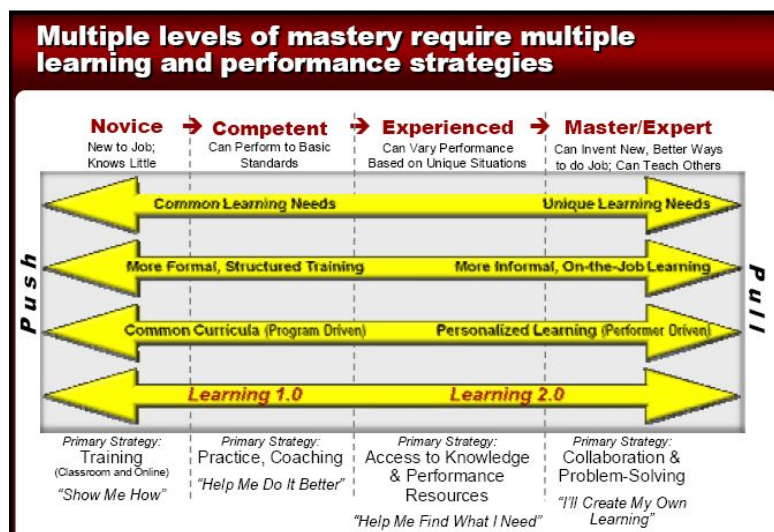 Multiple levels of mastery require multiple
learning and performance strategies
Novice → Competent → Experienced → Master/Expert
New to Job;
Knows Little
Can Perform to Basic
Standards
Can Vary Performance
Based on Unique Situations
Can Invent New, Better Ways
to do Job; Can Teach Others
Push
Common Learning Needs
Unique Learning Needs
More Formal, Structured Training
More Informal, On-the-Job Learning
Common Curricula (Program Driven)
Personalized Learning (Performer Driven)
Learning 1.0
Learning 2.0
Pull
Primary Strategy:
Training
(Classroom and Online)
"Show Me How"
Primary Strategy:
Practice, Coaching
"Help Me Do It Better"
Primary Strategy:
Access to Knowledge
& Performance
Resources
"Help Me Find What I Need"
Primary Strategy:
Collaboration &
Problem-Solving
"I'll Create My Own
Learning"